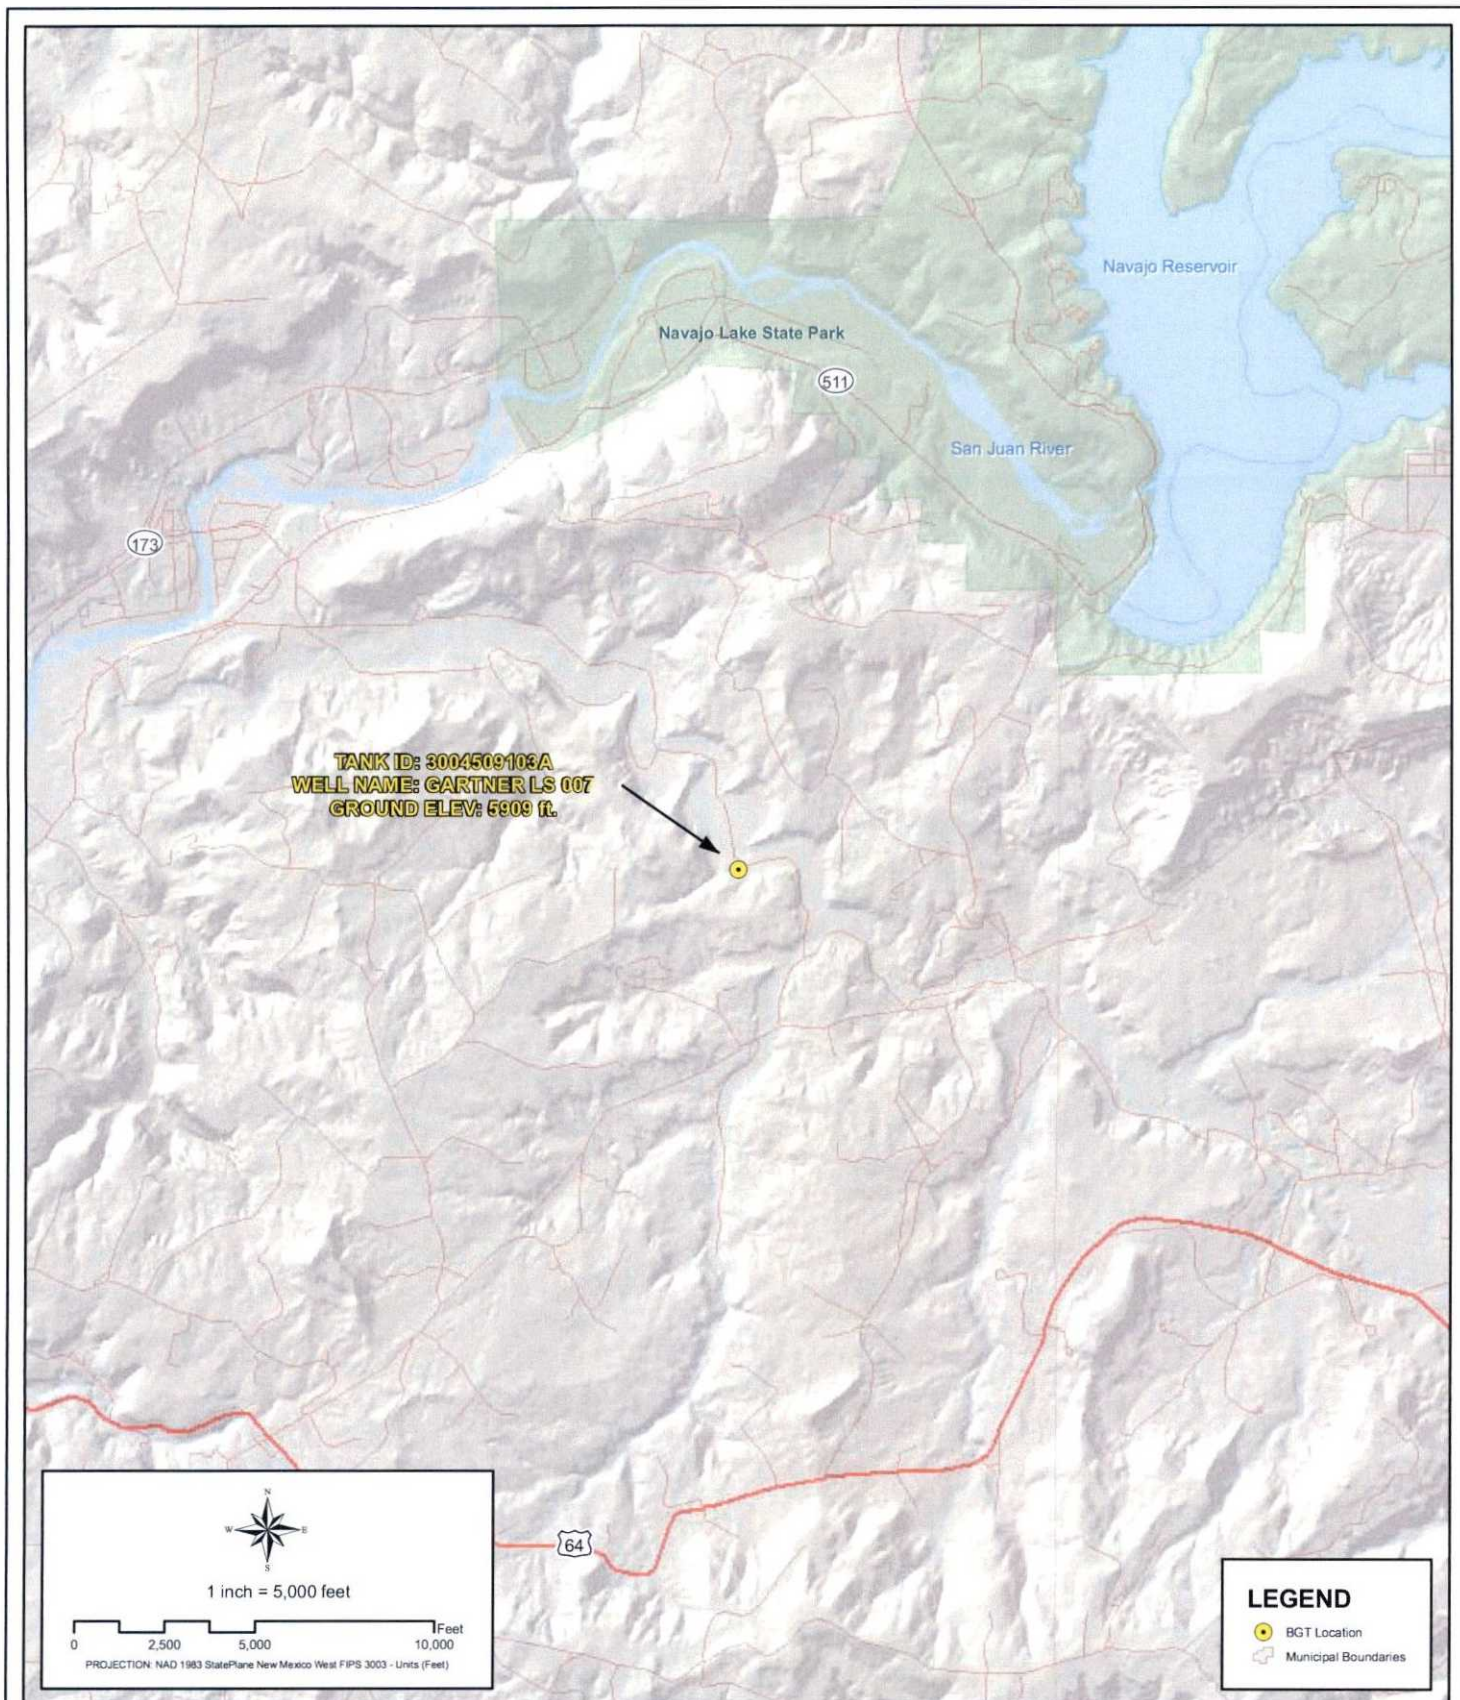 Navajo Reservoir
Navajo Lake State Park
511
San Juan River
173
TANK ID: 3004509103A
WELL NAME: GARTNER LS 007
GROUND ELEV: 5909 ft.
64
N
W E
S
1 inch = 5,000 feet
Feet
0 2,500 5,000 10,000
PROJECTION: NAD 1983 StatePlane New Mexico West FIPS 3003 - Units (Feet)
LEGEND
BGT Location
Municipal Boundaries